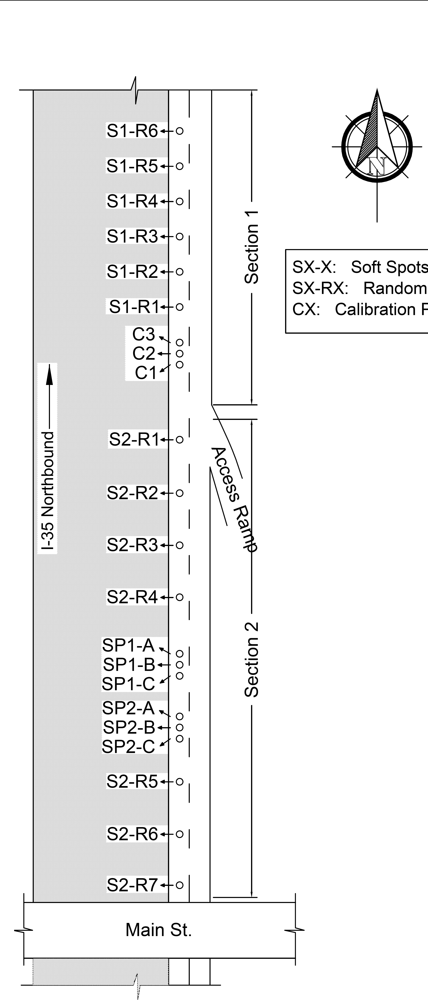 S1-R6
S1-R5
S1-R4
S1-R3
S1-R2
S1-R1
C3
C2
C1
Section 1
N
SX-X: Soft Spots
SX-RX: Random
CX: Calibration
I-35 Northbound
S2-R1
Access Ramp
S2-R2
S2-R3
S2-R4
SP1-A
SP1-B
SP1-C
Section 2
SP2-A
SP2-B
SP2-C
S2-R5
S2-R6
S2-R7
Main St.